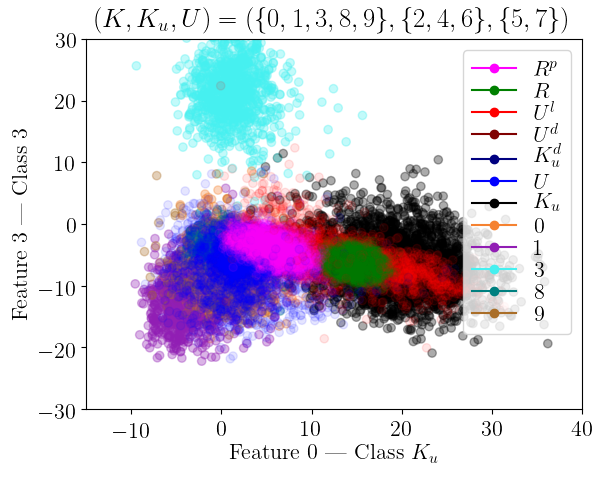 (K, K_u, U) = ({0, 1, 3, 8, 9}, {2, 4, 6}, {5, 7})
30
20
10
0
−10
−20
−30
Feature 3 — Class 3
R^p
R
U^l
U^d
K_u^d
U
K_u
0
1
3
8
9
−10
0
10
20
30
40
Feature 0 — Class K_u